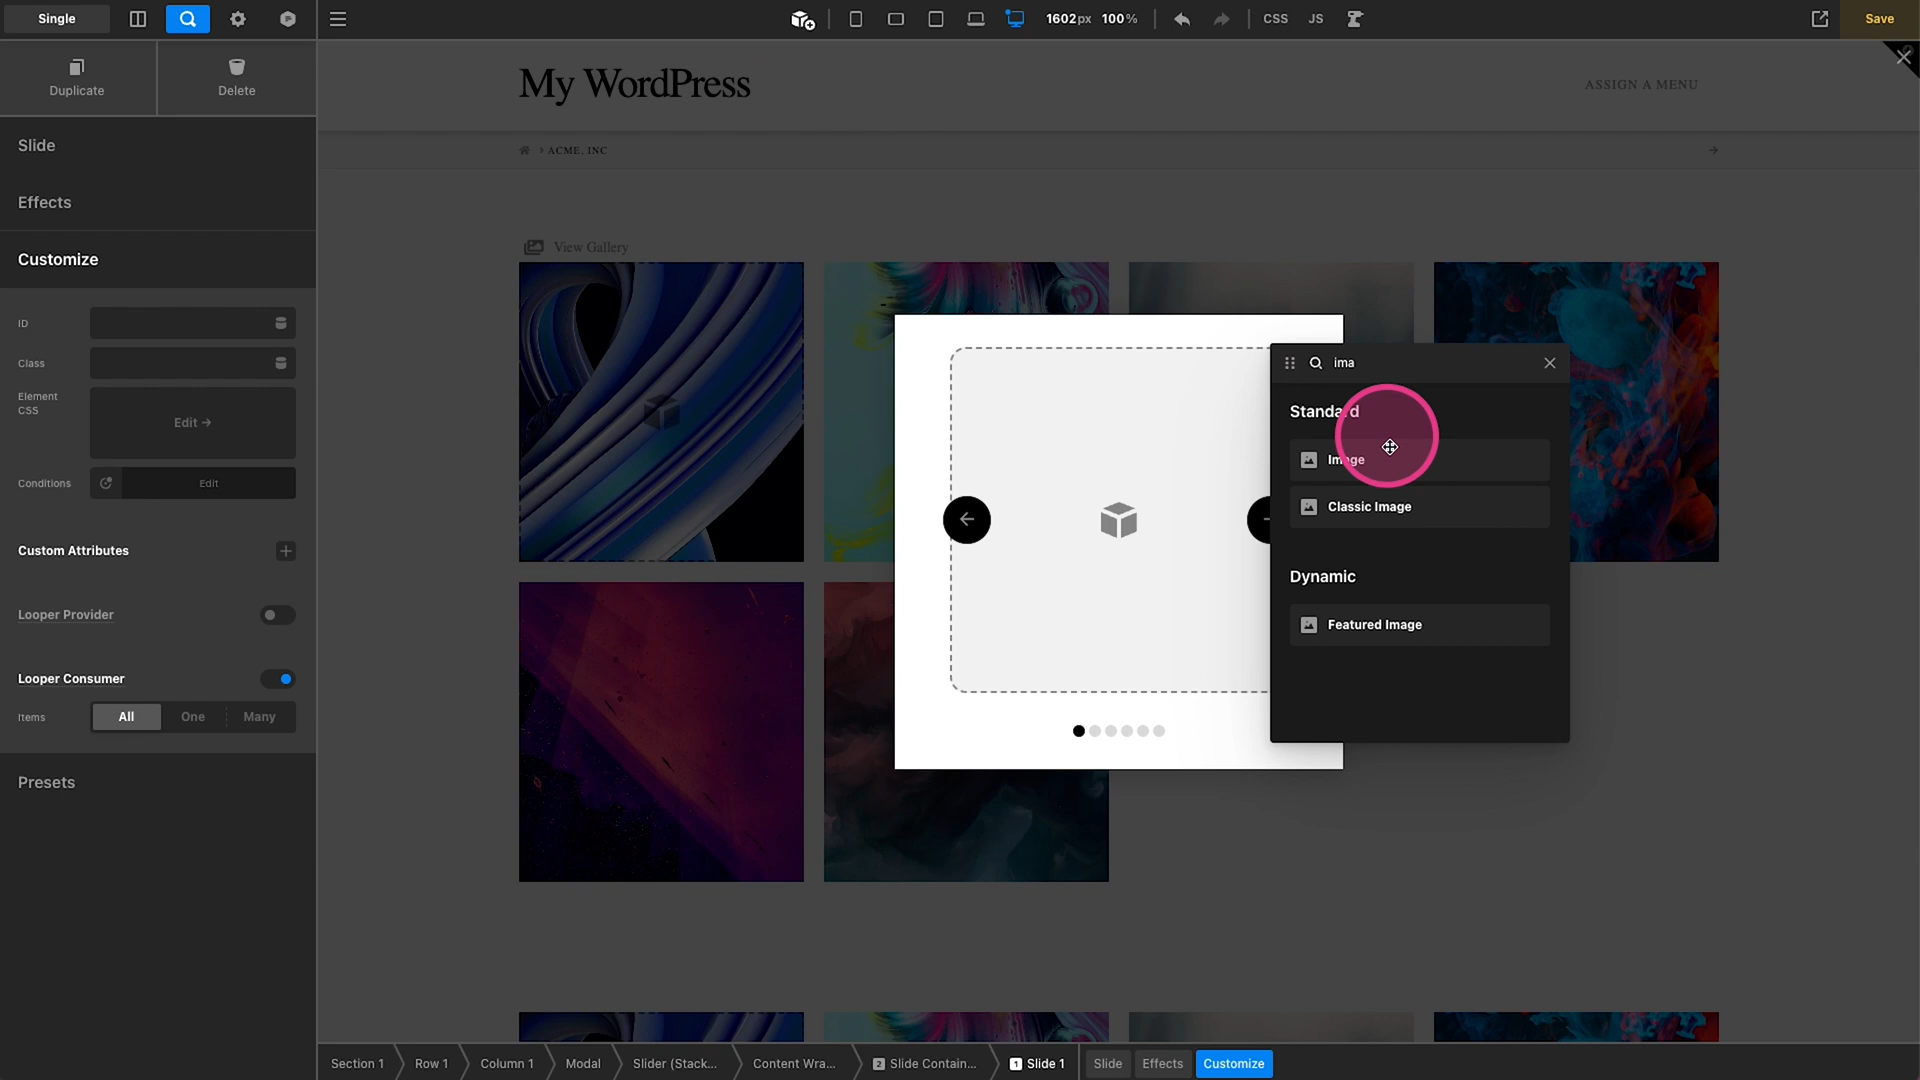 Single
1602px 100%
CSS JS
Save
Duplicate Delete
My WordPress
ASSIGN A MENU
Slide
ACME, INC
Effects
View Gallery
Customize
ID
Class
Element
CSS
Edit
Conditions Edit
Custom Attributes
Looper Provider
Looper Consumer
Items All One Many
Presets
ima
Standard
Image
Classic Image
Dynamic
Featured Image
Section 1 Row 1 Column 1 Modal Slider (Stack... Content Wra... 2 Slide Contain... 1 Slide 1 Slide Effects Customize